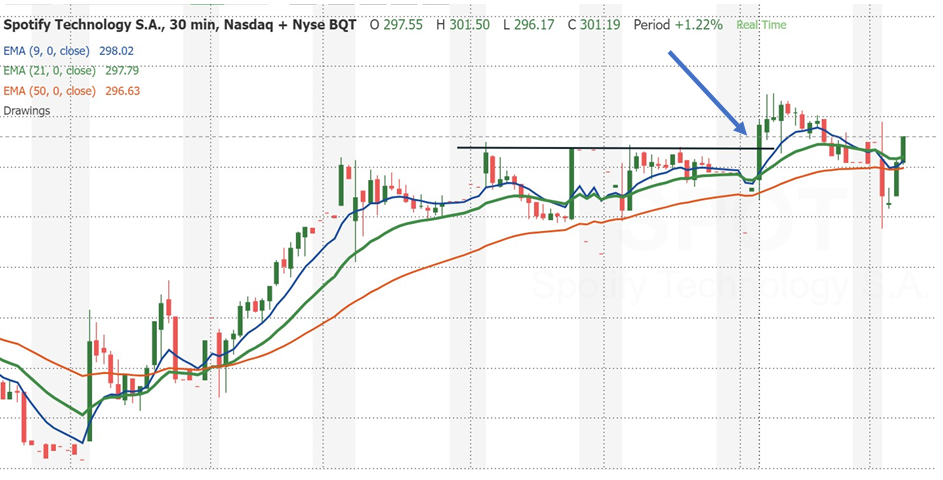 Spotify Technology S.A., 30 min, Nasdaq + Nyse BQT O 297.55 H 301.50 L 296.17 C 301.19 Period +1.22% Real Time
EMA (9, 0, close) 298.02
EMA (21, 0, close) 297.79
EMA (50, 0, close) 296.63
Drawings
SPOT
Spotify Technology S.A.